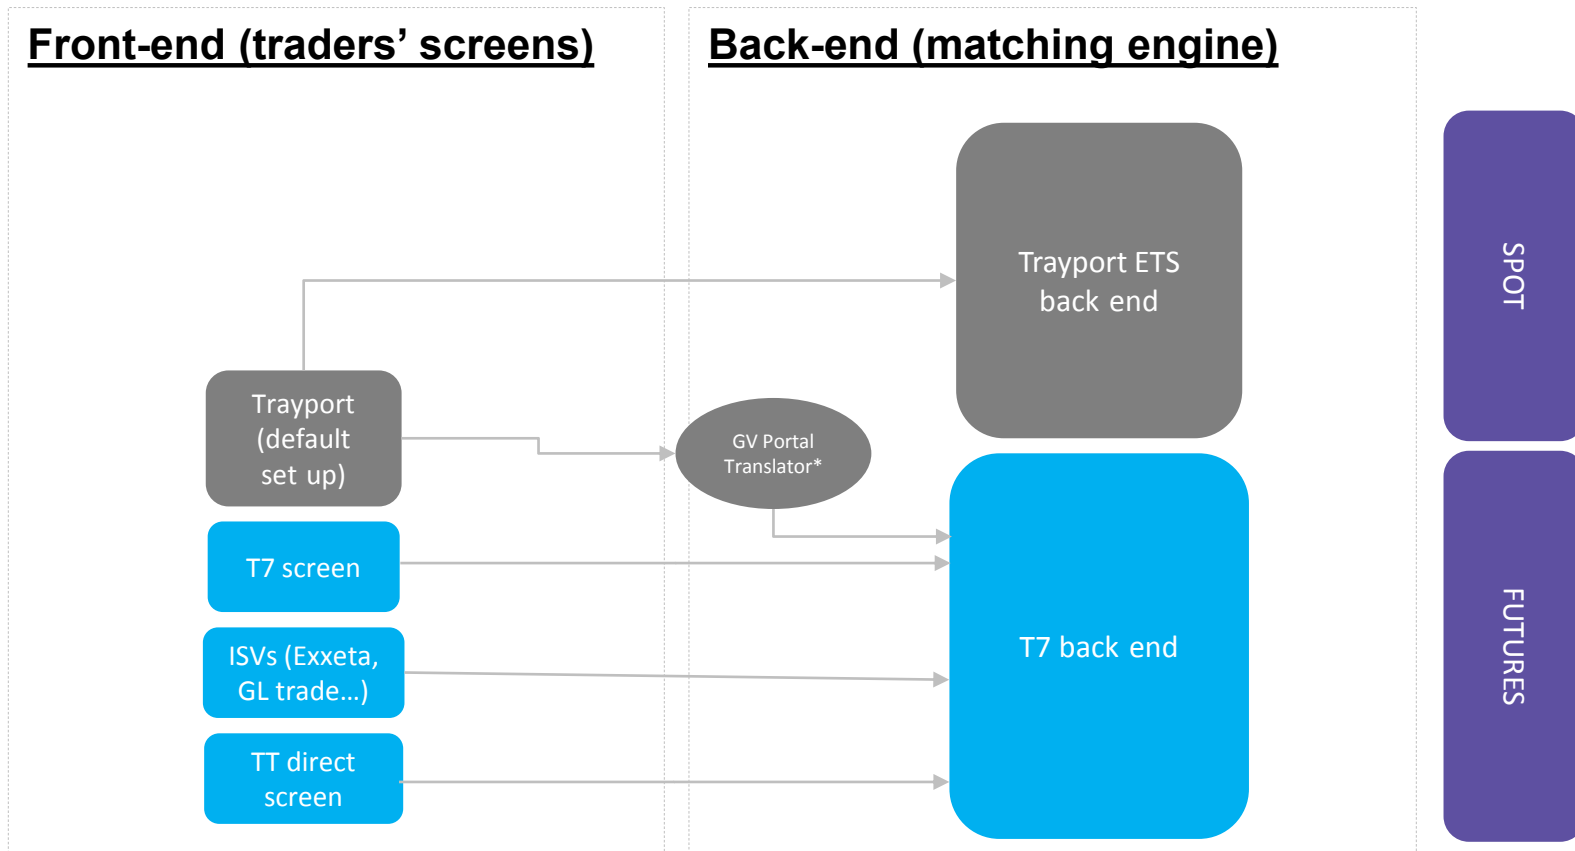 Front-end (traders’ screens)
Back-end (matching engine)
Trayport ETS
back end
SPOT
Trayport
(default
set up)
GV Portal
Translator*
T7 screen
ISVs (Exxeta,
GL trade…)
TT direct
screen
T7 back end
FUTURES